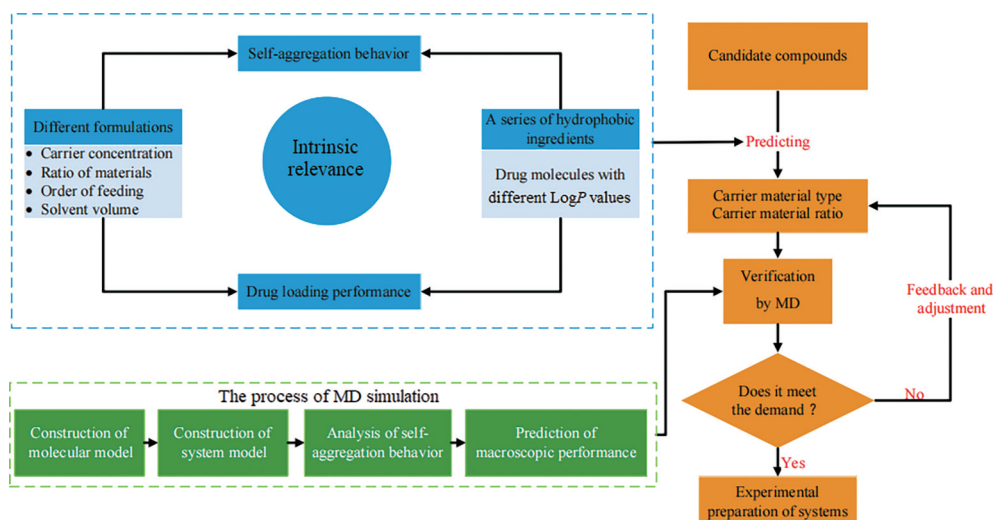 Self-aggregation behavior
Different formulations
• Carrier concentration
• Ratio of materials
• Order of feeding
• Solvent volume
Intrinsic
relevance
A series of hydrophobic
ingredients
Drug molecules with
different LogP values
Drug loading performance
The process of MD simulation
Construction of
molecular model
Construction of
system model
Analysis of self-
aggregation behavior
Prediction of
macroscopic performance
Candidate compounds
Predicting
Carrier material type
Carrier material ratio
Verification
by MD
Feedback and
adjustment
Does it meet
the demand ?
No
Yes
Experimental
preparation of systems